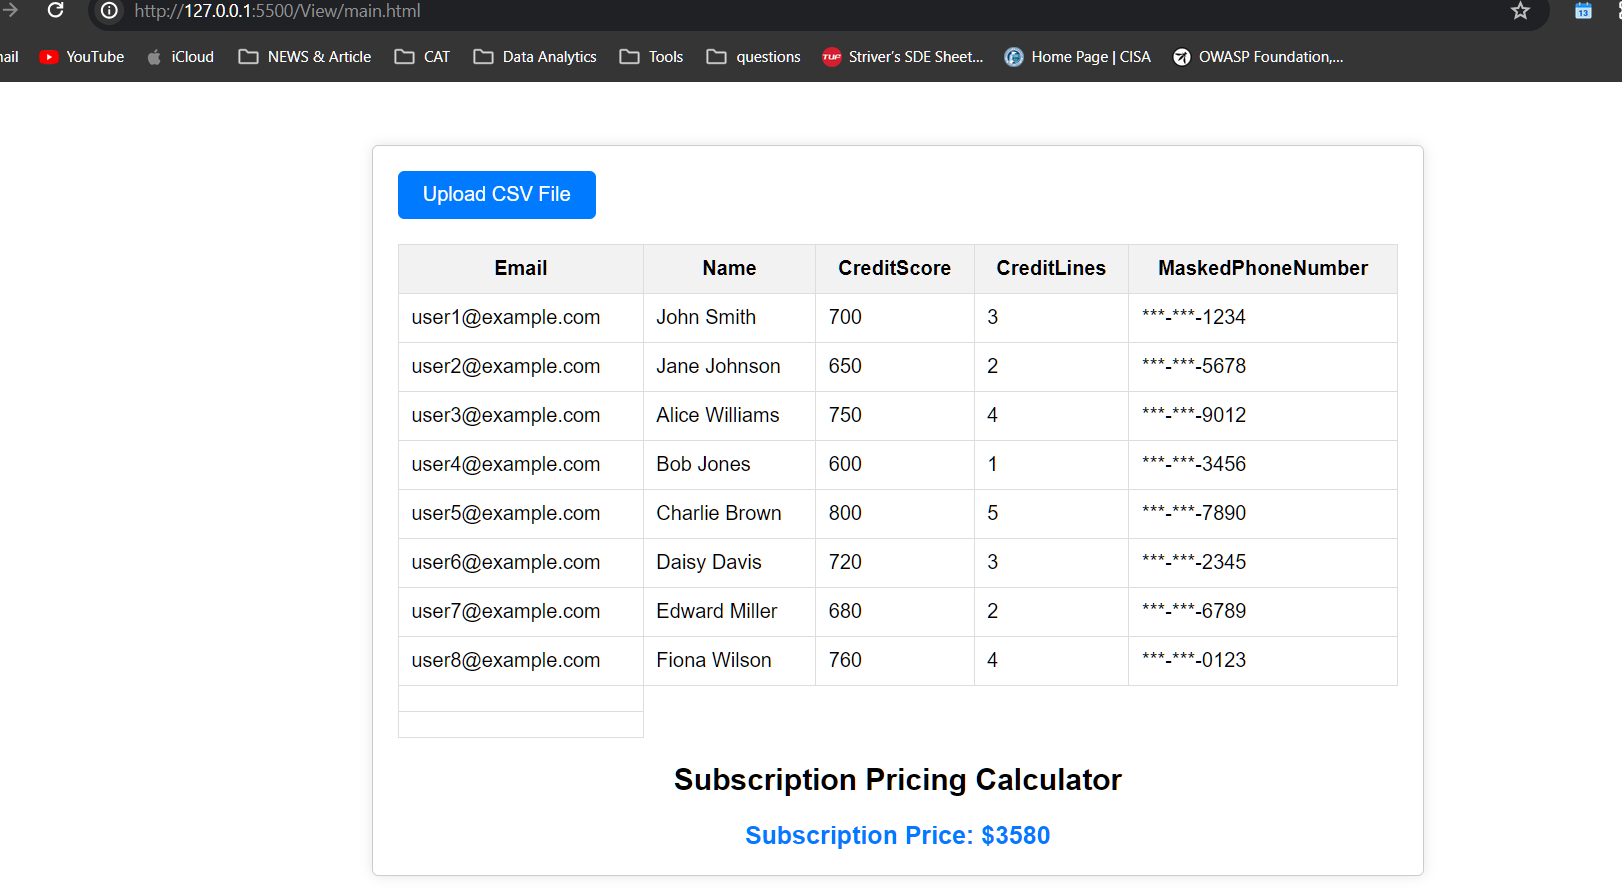 http://127.0.0.1:5500/View/main.html
13
YouTube iCloud NEWS & Article CAT Data Analytics Tools questions TUF Striver's SDE Sheet... Home Page | CISA OWASP Foundation,...
Upload CSV File
Email Name CreditScore CreditLines MaskedPhoneNumber
user1@example.com John Smith 700 3 ***-***-1234
user2@example.com Jane Johnson 650 2 ***-***-5678
user3@example.com Alice Williams 750 4 ***-***-9012
user4@example.com Bob Jones 600 1 ***-***-3456
user5@example.com Charlie Brown 800 5 ***-***-7890
user6@example.com Daisy Davis 720 3 ***-***-2345
user7@example.com Edward Miller 680 2 ***-***-6789
user8@example.com Fiona Wilson 760 4 ***-***-0123
Subscription Pricing Calculator
Subscription Price: $3580